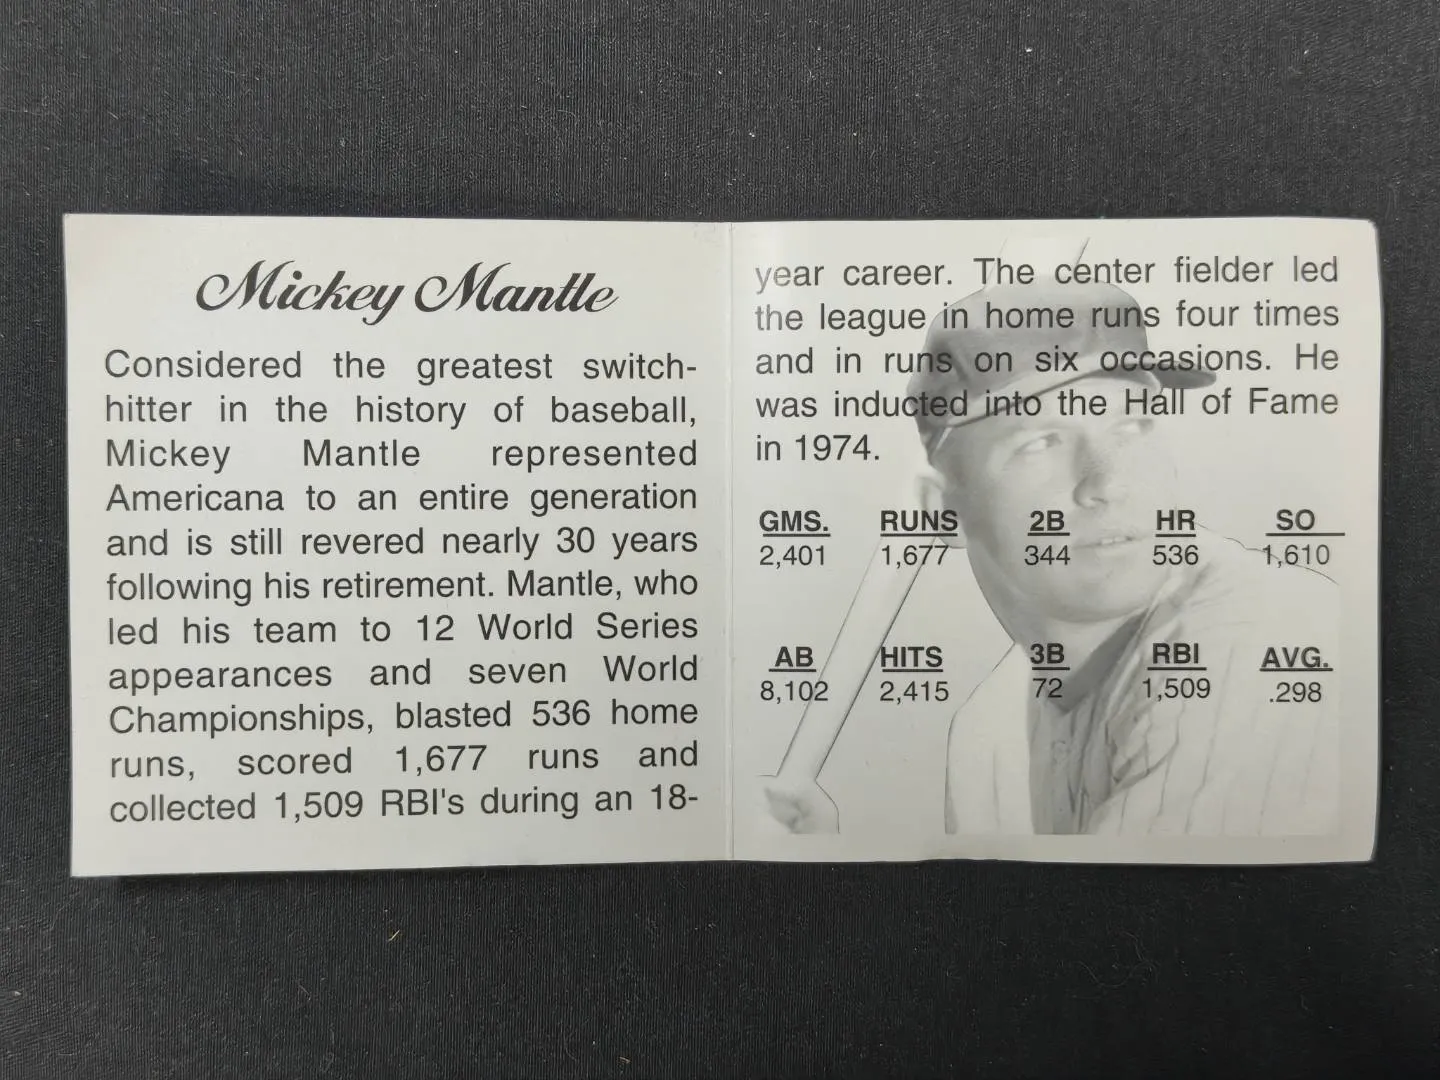 Mickey Mantle
Considered the greatest switch-
hitter in the history of baseball,
Mickey Mantle represented
Americana to an entire generation
and is still revered nearly 30 years
following his retirement. Mantle, who
led his team to 12 World Series
appearances and seven World
Championships, blasted 536 home
runs, scored 1,677 runs and
collected 1,509 RBI's during an 18-
year career. The center fielder led
the league in home runs four times
and in runs on six occasions. He
was inducted into the Hall of Fame
in 1974.
GMS. RUNS 2B HR SO
2,401 1,677 344 536 1,610
AB HITS 3B RBI AVG.
8,102 2,415 72 1,509 .298